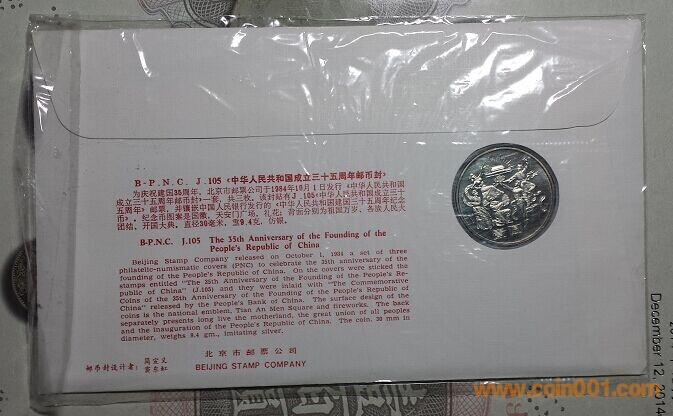 B-P.N.C. J.105 《中华人民共和国成立三十五周年邮币封》
为庆祝建国35周年，北京市邮票公司于1984年10月1日发行《中华人民共和国
成立三十五周年邮币封》一套，共三枚。该封贴有J.105《中华人民共和国成立三十
五周年》邮票，并镶嵌中国人民银行发行的《中华人民共和国建国三十五周年纪念
币》。纪念币图案是国徽、天安门广场、礼花；背面分别为祖国万岁、各族人民大
团结、开国大典，直径30毫米，重9.4克，仿银。
B-P.N.C. J.105 The 35th Anniversary of the Founding of the
People's Republic of China
Beijing Stamp Company released on October 1, 1984 a set of three
philatelic-numismatic covers (PNC) to celebrate the 35th anniversary of the
founding of the People's Republic of China. On the covers were sticked the
stamps entitled "The 35th Anniversary of the Founding of the People's Re-
public of China" (J.105) and they were inlaid with "The Commemorative
Coins of the 35th Anniversary of the Founding of the People's Republic of
China" released by the People's Bank of China. The surface design of the
coins is the national emblem, Tian An Men Square and fireworks. The back
separately presents long live the motherland, the great union of all peoples
and the inauguration of the People's Republic of China. The coin, 30 mm in
diameter, weighs 9.4 gm., imitating silver.
邮币封设计者：
北京市邮票公司
BEIJING STAMP COMPANY
壹圆
December 12, 2014
www.coin001.com